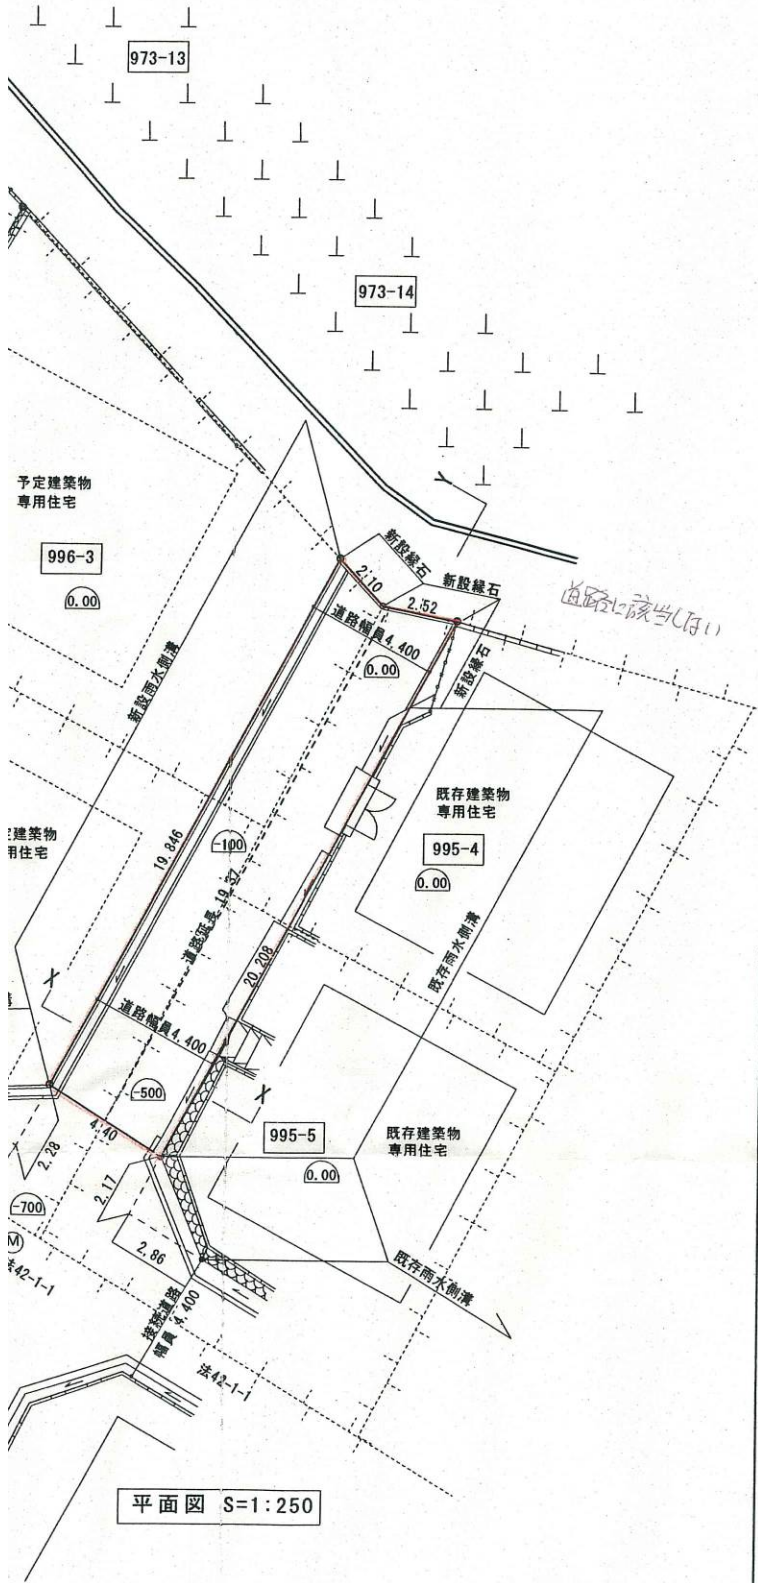 973-13
973-14
予定建築物
専用住宅
996-3
0.00
Y
新設縁石
新設縁石
2.10
2.52
道路に該当しない
道路幅員4.400
0.00
新設縁石
新設雨水側溝
既存建築物
専用住宅
995-4
0.00
定建築物
用住宅
19.846
-100
道路延長 19.37
20.208
既存雨水側溝
X
溝
道路幅員4.400
-500
X
995-5
0.00
既存建築物
専用住宅
4.40
2.28
2.17
-700
M
法42-1-1
2.86
接続道路
幅員 4.400
既存雨水側溝
法42-1-1
平面図 S=1:250